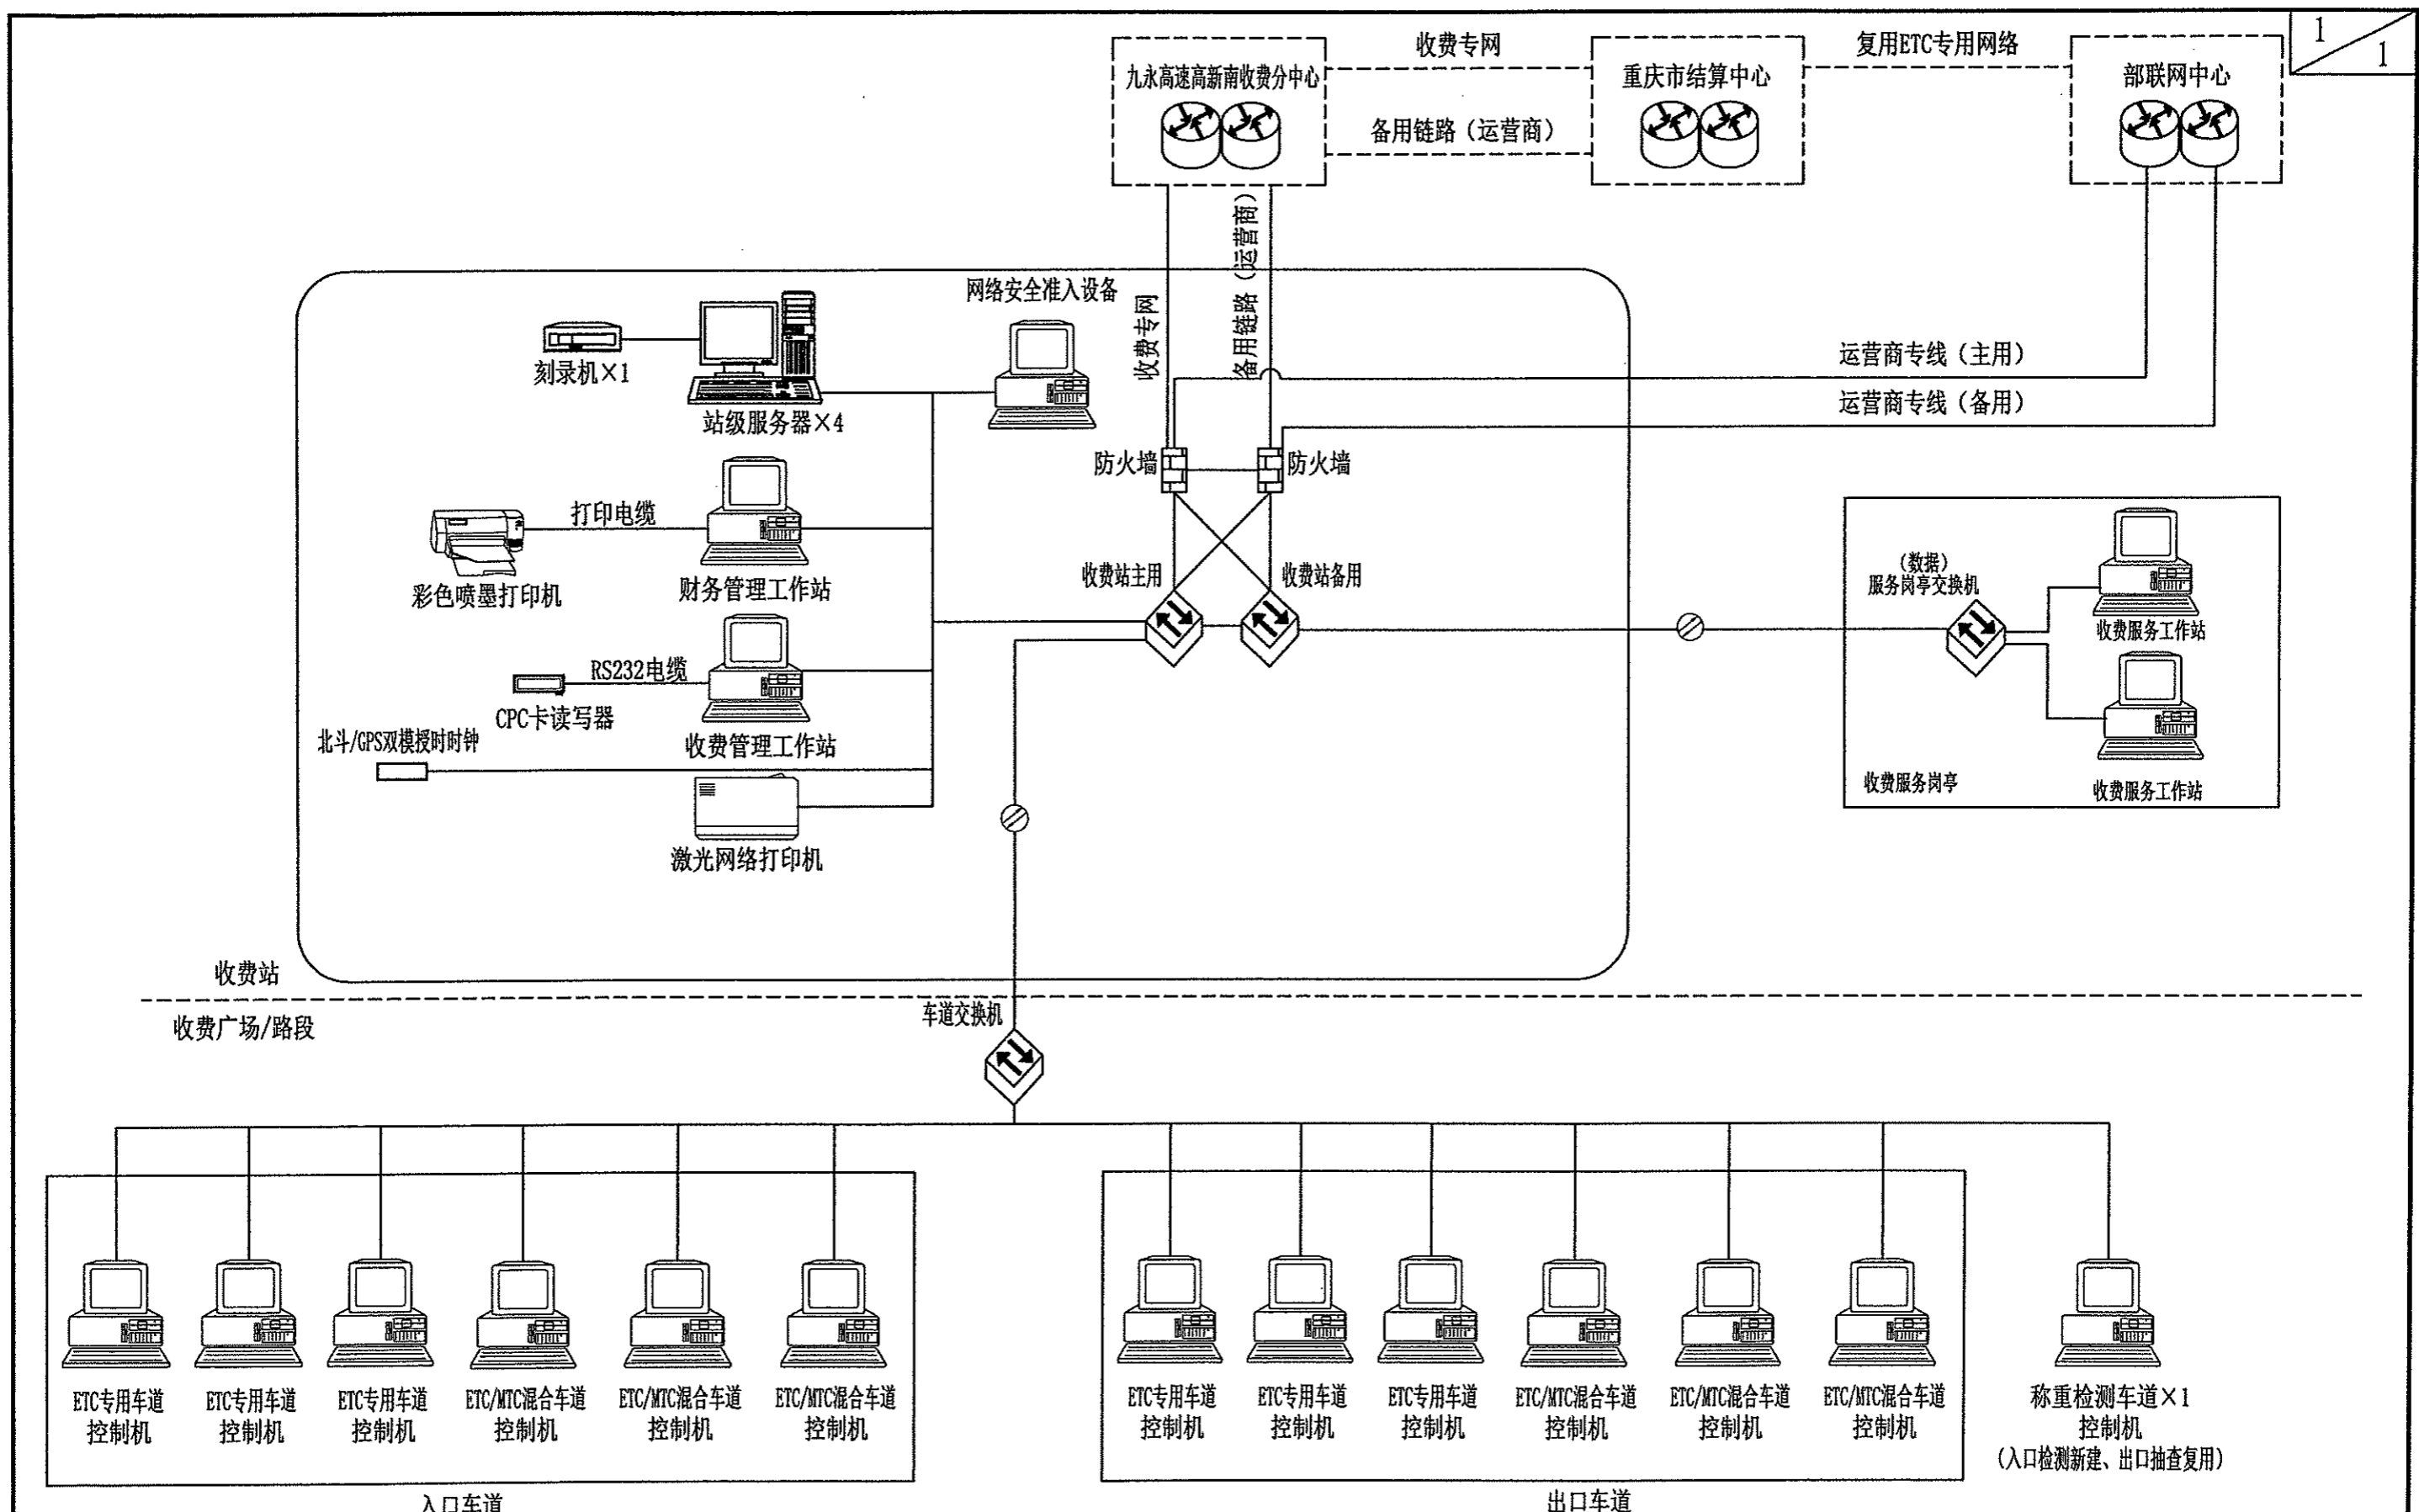 1
1
收费专网
复用ETC专用网络
九永高速高新南收费分中心
重庆市结算中心
部联网中心
备用链路（运营商）
收费专网
备用链路（运营商）
网络安全准入设备
刻录机×1
站级服务器×4
运营商专线（主用）
运营商专线（备用）
防火墙
防火墙
打印电缆
彩色喷墨打印机
财务管理工作站
收费站主用
收费站备用
（数据）
服务岗亭交换机
收费服务工作站
RS232电缆
CPC卡读写器
收费管理工作站
北斗/GPS双模授时时钟
收费服务岗亭
收费服务工作站
激光网络打印机
收费站
收费广场/路段
车道交换机
ETC专用车道
控制机
ETC专用车道
控制机
ETC专用车道
控制机
ETC/MTC混合车道
控制机
ETC/MTC混合车道
控制机
ETC/MTC混合车道
控制机
ETC专用车道
控制机
ETC专用车道
控制机
ETC专用车道
控制机
ETC/MTC混合车道
控制机
ETC/MTC混合车道
控制机
ETC/MTC混合车道
控制机
称重检测车道×1
控制机
（入口检测新建、出口抽查复用）
入口车道
出口车道